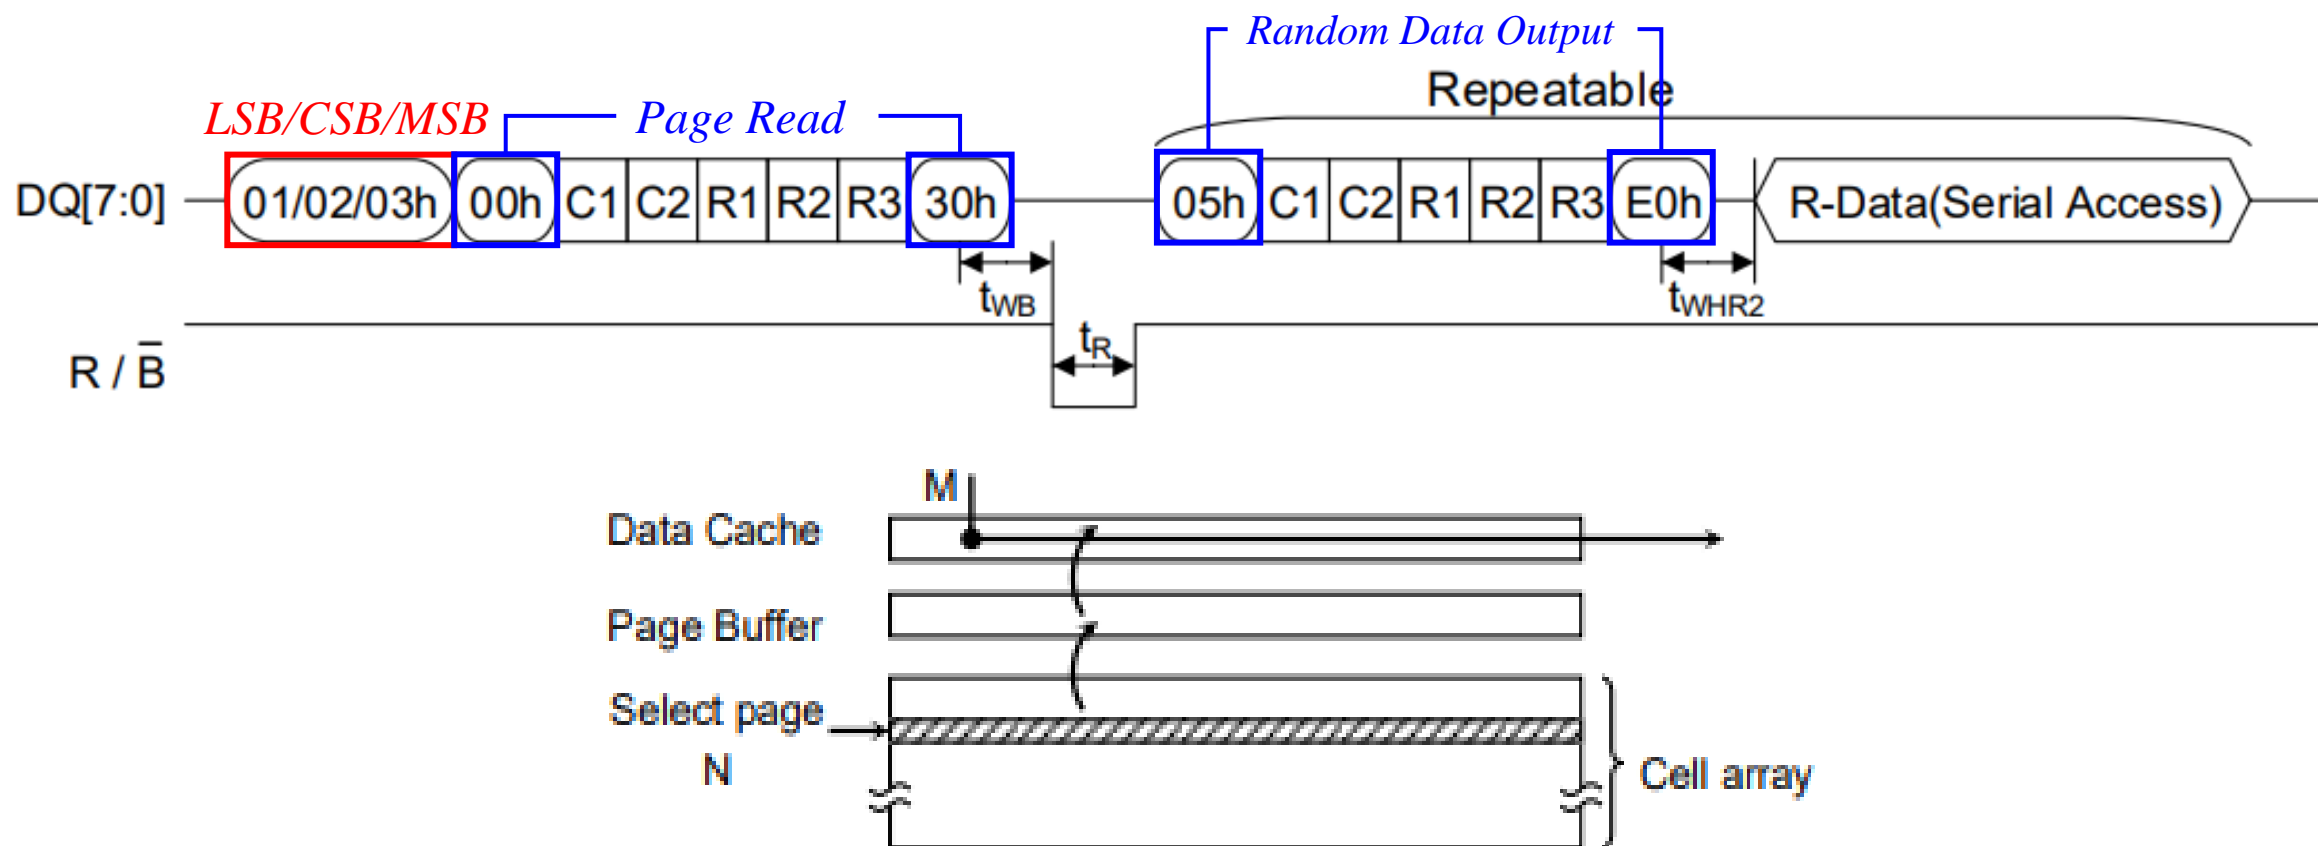 Random Data Output
Repeatable
LSB/CSB/MSB Page Read
DQ[7:0] 01/02/03h 00h C1 C2 R1 R2 R3 30h 05h C1 C2 R1 R2 R3 E0h R-Data(Serial Access)
tWB tWHR2
tR
R / B̅
M
Data Cache
Page Buffer
Select page
N
Cell array